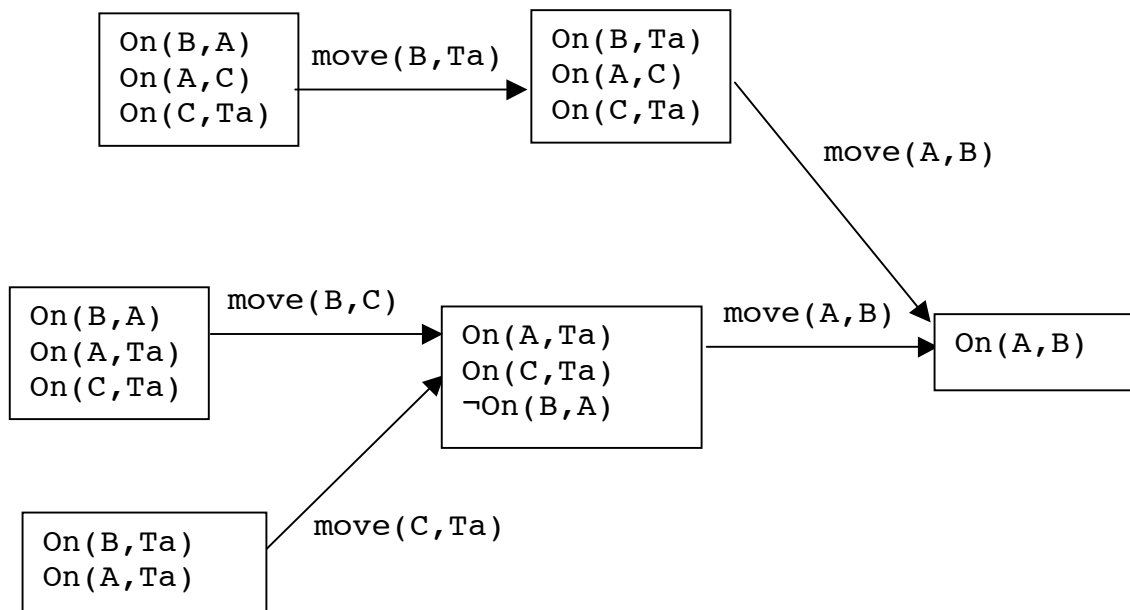 On(B,A)
On(A,C)
On(C,Ta)
move(B,Ta)
On(B,Ta)
On(A,C)
On(C,Ta)
move(A,B)
On(B,A)
On(A,Ta)
On(C,Ta)
move(B,C)
On(A,Ta)
On(C,Ta)
¬On(B,A)
move(A,B)
On(A,B)
On(B,Ta)
On(A,Ta)
move(C,Ta)